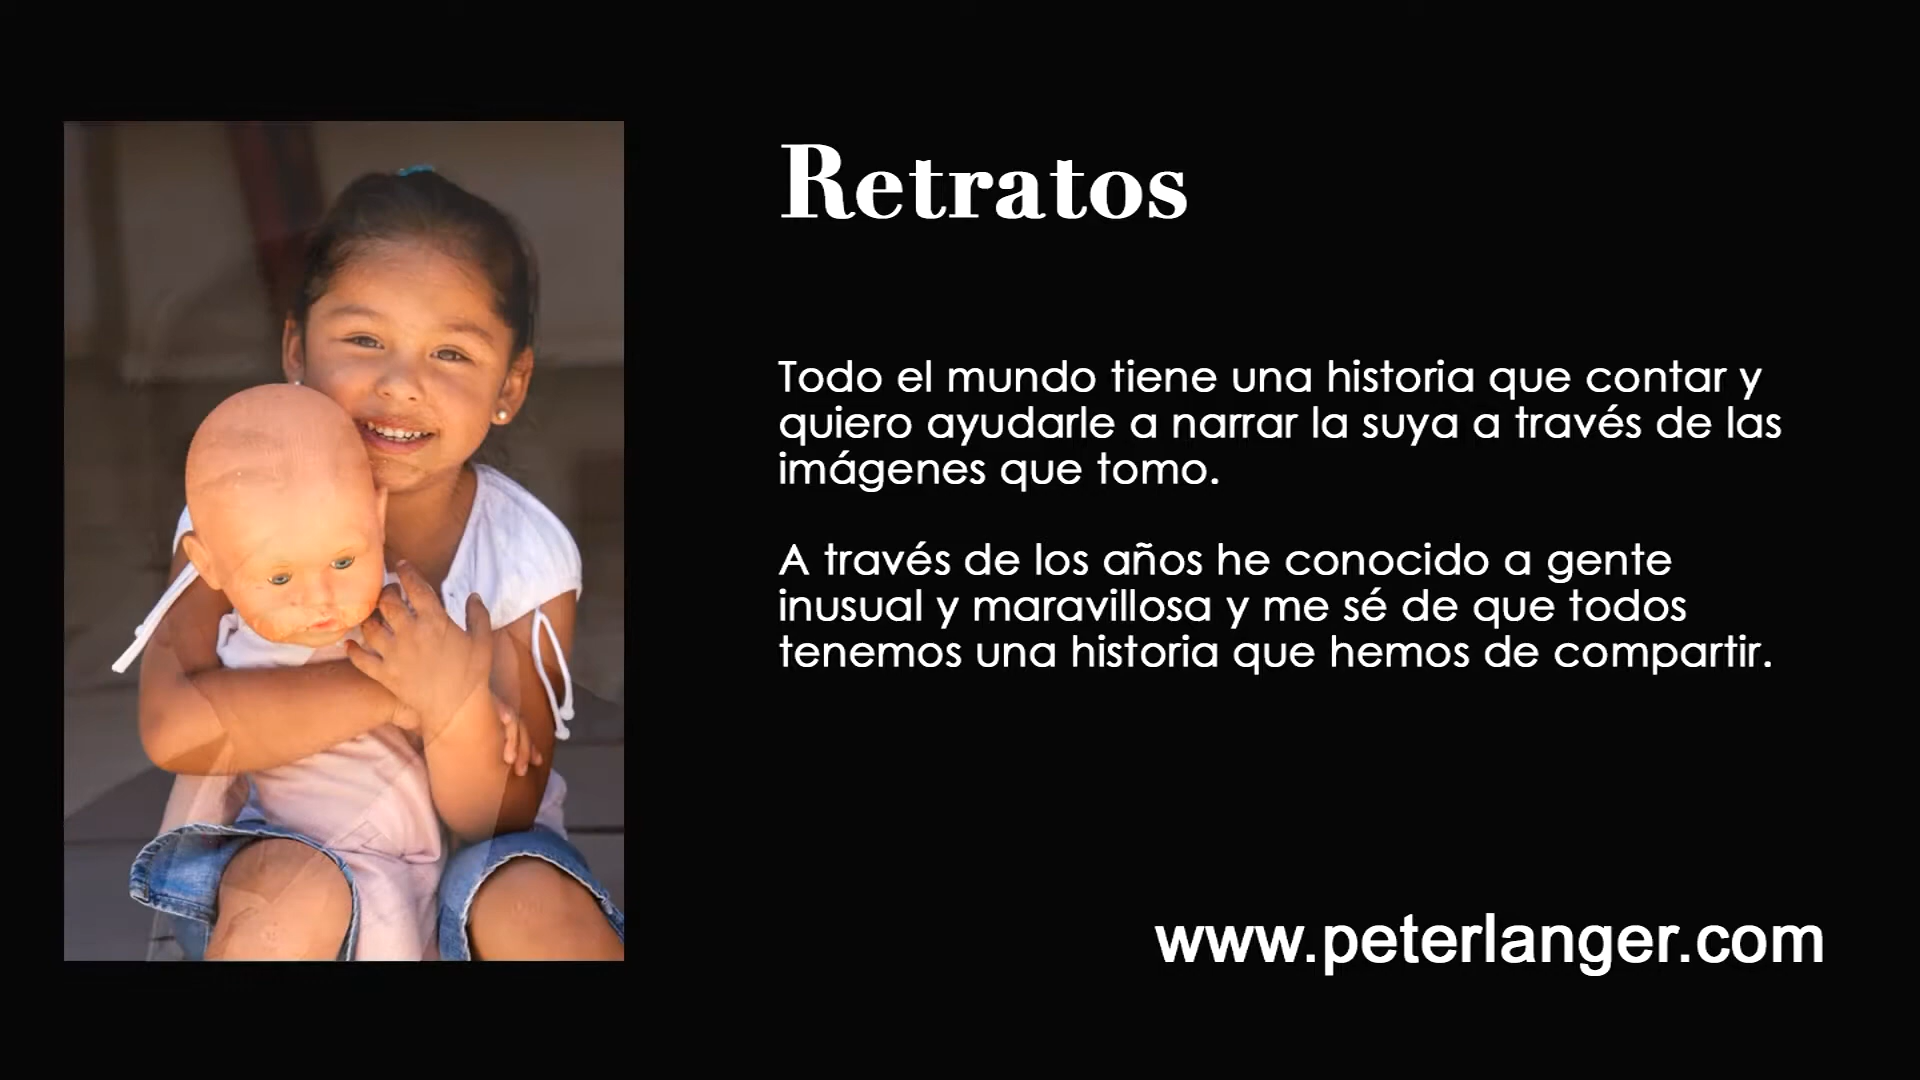 Retratos
Todo el mundo tiene una historia que contar y
quiero ayudarle a narrar la suya a través de las
imágenes que tomo.
A través de los años he conocido a gente
inusual y maravillosa y me sé de que todos
tenemos una historia que hemos de compartir.
www.peterlanger.com